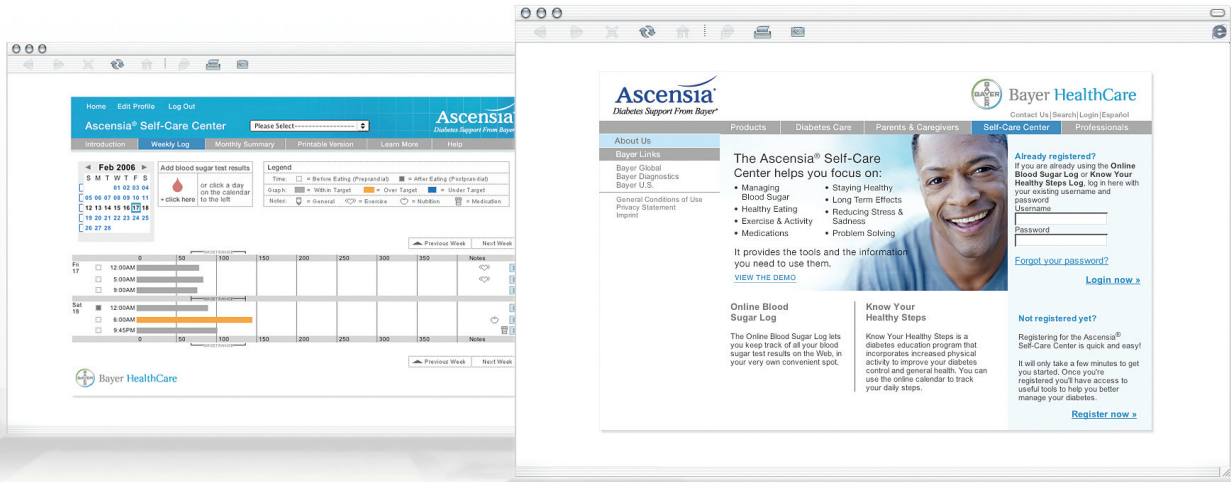 Home Edit Profile Log Out
Ascensia® Self-Care Center
Please Select------------------
Ascensia
Diabetes Support From Bayer
Introduction Weekly Log Monthly Summary Printable Version Learn More Help
Feb 2006
S M T W T F S
01 02 03 04
05 06 07 08 09 10 11
12 13 14 15 16 17 18
19 20 21 22 23 24 25
26 27 28
Add blood sugar test results
+ click here
or click a day
on the calendar
to the left
Legend
Time: = Before Eating (Preprandial) = After Eating (Postprandial)
Graph: = Within Target = Over Target = Under Target
Notes: = General = Exercise = Nutrition = Medication
Previous Week Next Week
0 50 100 150 200 250 300 350 Notes
Fri
17
12:00AM
5:00AM
9:00AM
Sat
18
12:00AM
6:00AM
9:45PM
Previous Week Next Week
BAYER
Bayer HealthCare
Ascensia®
Diabetes Support From Bayer
BAYER
Bayer HealthCare
Contact Us|Search|Login|Español
Products Diabetes Care Parents & Caregivers Self-Care Center Professionals
About Us
Bayer Links
Bayer Global
Bayer Diagnostics
Bayer U.S.
General Conditions of Use
Privacy Statement
Imprint
The Ascensia® Self-Care
Center helps you focus on:
• Managing
Blood Sugar
• Healthy Eating
• Exercise & Activity
• Medications
• Staying Healthy
• Long Term Effects
• Reducing Stress &
Sadness
• Problem Solving
It provides the tools and the information
you need to use them.
VIEW THE DEMO
Online Blood
Sugar Log
The Online Blood Sugar Log lets
you keep track of all your blood
sugar test results on the Web, in
your very own convenient spot.
Know Your
Healthy Steps
Know Your Healthy Steps is a
diabetes education program that
incorporates increased physical
activity to improve your diabetes
control and general health. You can
use the online calendar to track
your daily steps.
Already registered?
If you are already using the Online
Blood Sugar Log or Know Your
Healthy Steps Log, log in here with
your existing username and
password
Username
Password
Forgot your password?
Login now »
Not registered yet?
Registering for the Ascensia®
Self-Care Center is quick and easy!
It will only take a few minutes to get
you started. Once you're
registered you'll have access to
useful tools to help you better
manage your diabetes.
Register now »